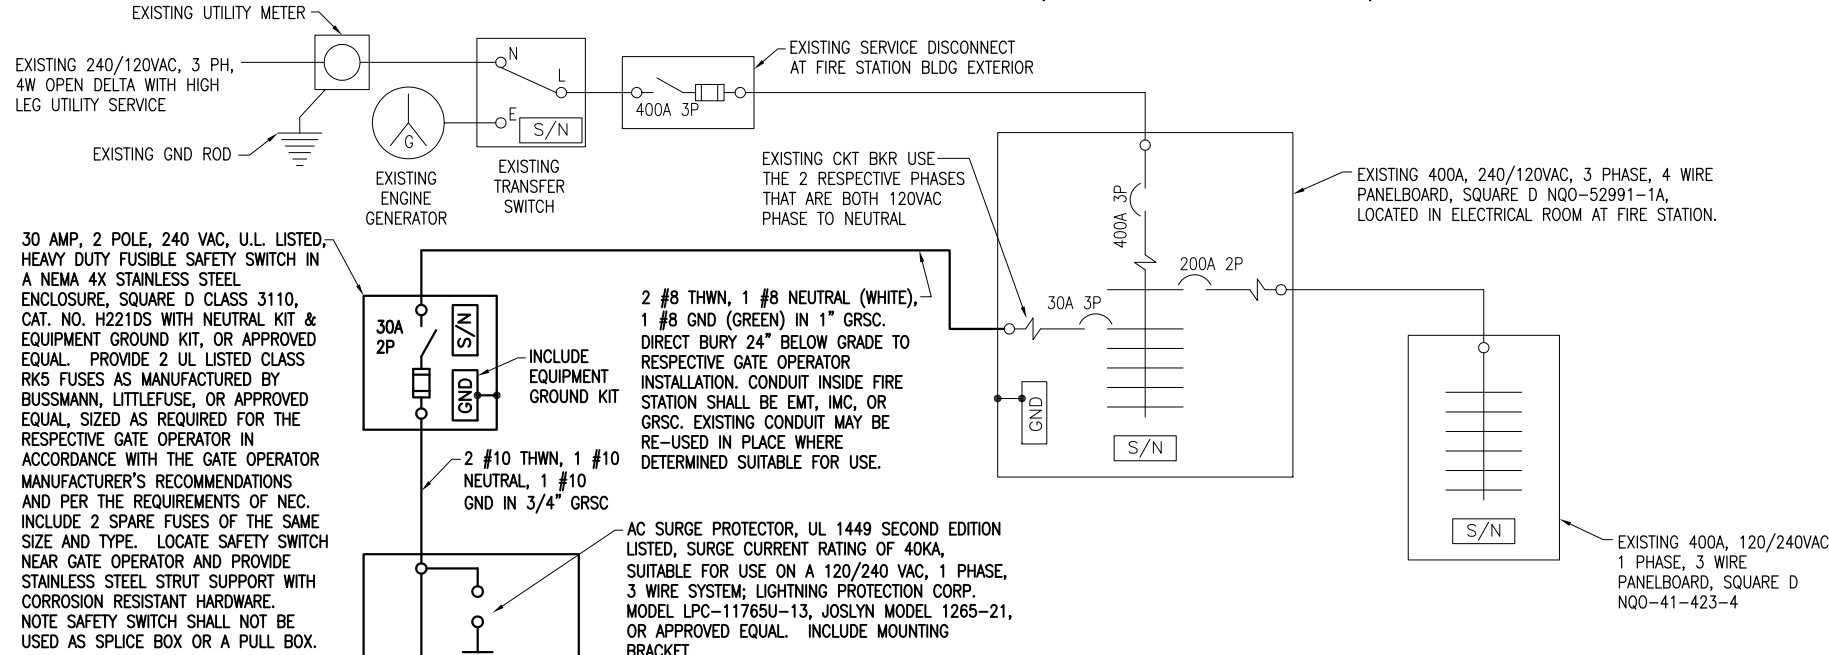 EXISTING UTILITY METER
EXISTING 240/120VAC, 3 PH,
4W OPEN DELTA WITH HIGH
LEG UTILITY SERVICE
EXISTING GND ROD
G
EXISTING
ENGINE
GENERATOR
N
L
E
S/N
EXISTING
TRANSFER
SWITCH
400A 3P
EXISTING SERVICE DISCONNECT
AT FIRE STATION BLDG EXTERIOR
EXISTING CKT BKR USE
THE 2 RESPECTIVE PHASES
THAT ARE BOTH 120VAC
PHASE TO NEUTRAL
400A 3P
200A 2P
30A 3P
GND
S/N
EXISTING 400A, 240/120VAC, 3 PHASE, 4 WIRE
PANELBOARD, SQUARE D NQO-52991-1A,
LOCATED IN ELECTRICAL ROOM AT FIRE STATION.
S/N
EXISTING 400A, 120/240VAC
1 PHASE, 3 WIRE
PANELBOARD, SQUARE D
NQO-41-423-4
30 AMP, 2 POLE, 240 VAC, U.L. LISTED,
HEAVY DUTY FUSIBLE SAFETY SWITCH IN
A NEMA 4X STAINLESS STEEL
ENCLOSURE, SQUARE D CLASS 3110,
CAT. NO. H221DS WITH NEUTRAL KIT &
EQUIPMENT GROUND KIT, OR APPROVED
EQUAL. PROVIDE 2 UL LISTED CLASS
RK5 FUSES AS MANUFACTURED BY
BUSSMANN, LITTLEFUSE, OR APPROVED
EQUAL, SIZED AS REQUIRED FOR THE
RESPECTIVE GATE OPERATOR IN
ACCORDANCE WITH THE GATE OPERATOR
MANUFACTURER'S RECOMMENDATIONS
AND PER THE REQUIREMENTS OF NEC.
INCLUDE 2 SPARE FUSES OF THE SAME
SIZE AND TYPE. LOCATE SAFETY SWITCH
NEAR GATE OPERATOR AND PROVIDE
STAINLESS STEEL STRUT SUPPORT WITH
CORROSION RESISTANT HARDWARE.
NOTE SAFETY SWITCH SHALL NOT BE
USED AS SPLICE BOX OR A PULL BOX.
30A
2P
S/N
GND
INCLUDE
EQUIPMENT
GROUND KIT
2 #8 THWN, 1 #8 NEUTRAL (WHITE),
1 #8 GND (GREEN) IN 1" GRSC.
DIRECT BURY 24" BELOW GRADE TO
RESPECTIVE GATE OPERATOR
INSTALLATION. CONDUIT INSIDE FIRE
STATION SHALL BE EMT, IMC, OR
GRSC. EXISTING CONDUIT MAY BE
RE-USED IN PLACE WHERE
DETERMINED SUITABLE FOR USE.
2 #10 THWN, 1 #10
NEUTRAL, 1 #10
GND IN 3/4" GRSC
AC SURGE PROTECTOR, UL 1449 SECOND EDITION
LISTED, SURGE CURRENT RATING OF 40KA,
SUITABLE FOR USE ON A 120/240 VAC, 1 PHASE,
3 WIRE SYSTEM; LIGHTNING PROTECTION CORP.
MODEL LPC-11765U-13, JOSLYN MODEL 1265-21,
OR APPROVED EQUAL. INCLUDE MOUNTING
BRACKET